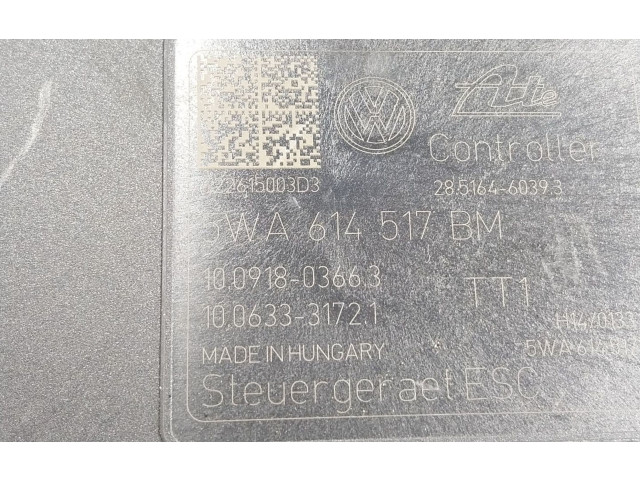 VW Ate
Controller
28.5164-6039.3
5WA 614 517 BM
10.0918-0366.3
TT1
10.0633-3172.1
MADE IN HUNGARY
Steuergeraet ESC